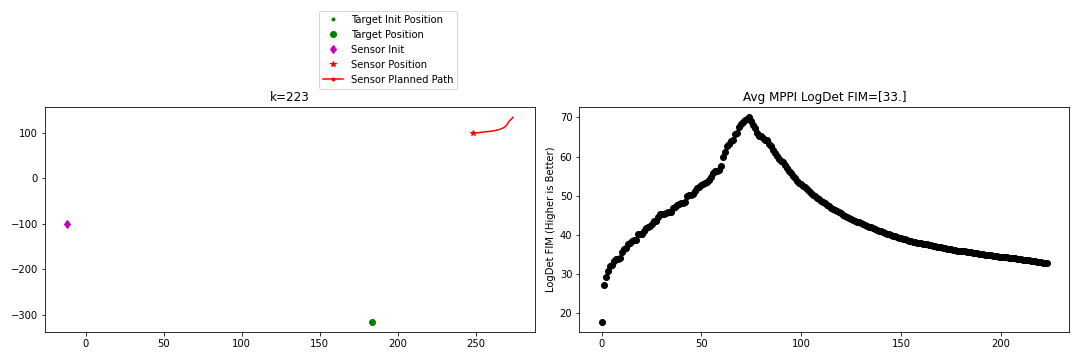 Target Init Position
Target Position
Sensor Init
Sensor Position
Sensor Planned Path
k=223
100
0
−100
−200
−300
0
50
100
150
200
250
Avg MPPI LogDet FIM=[33.]
LogDet FIM (Higher is Better)
70
60
50
40
30
20
0
50
100
150
200